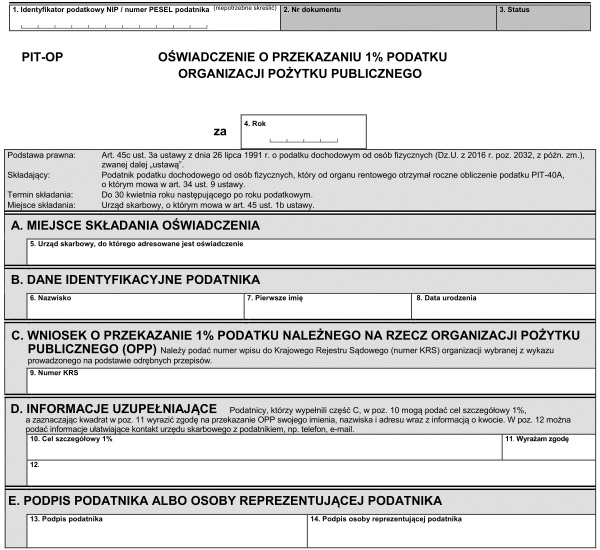 1. Identyfikator podatkowy NIP / numer PESEL podatnika (niepotrzebne skreślić)
2. Nr dokumentu
3. Status
PIT-OP
OŚWIADCZENIE O PRZEKAZANIU 1% PODATKU
ORGANIZACJI POŻYTKU PUBLICZNEGO
za
4. Rok
Podstawa prawna: Art. 45c ust. 3a ustawy z dnia 26 lipca 1991 r. o podatku dochodowym od osób fizycznych (Dz.U. z 2016 r. poz. 2032, z późn. zm.),
zwanej dalej „ustawą”.
Składający: Podatnik podatku dochodowego od osób fizycznych, który od organu rentowego otrzymał roczne obliczenie podatku PIT-40A,
o którym mowa w art. 34 ust. 9 ustawy.
Termin składania: Do 30 kwietnia roku następującego po roku podatkowym.
Miejsce składania: Urząd skarbowy, o którym mowa w art. 45 ust. 1b ustawy.
A. MIEJSCE SKŁADANIA OŚWIADCZENIA
5. Urząd skarbowy, do którego adresowane jest oświadczenie
B. DANE IDENTYFIKACYJNE PODATNIKA
6. Nazwisko
7. Pierwsze imię
8. Data urodzenia
C. WNIOSEK O PRZEKAZANIE 1% PODATKU NALEŻNEGO NA RZECZ ORGANIZACJI POŻYTKU
PUBLICZNEGO (OPP) Należy podać numer wpisu do Krajowego Rejestru Sądowego (numer KRS) organizacji wybranej z wykazu
prowadzonego na podstawie odrębnych przepisów.
9. Numer KRS
D. INFORMACJE UZUPEŁNIAJĄCE Podatnicy, którzy wypełnili część C, w poz. 10 mogą podać cel szczegółowy 1%,
a zaznaczając kwadrat w poz. 11 wyrazić zgodę na przekazanie OPP swojego imienia, nazwiska i adresu wraz z informacją o kwocie. W poz. 12 można
podać informacje ułatwiające kontakt urzędu skarbowego z podatnikiem, np. telefon, e-mail.
10. Cel szczegółowy 1%
11. Wyrażam zgodę
12.
E. PODPIS PODATNIKA ALBO OSOBY REPREZENTUJĄCEJ PODATNIKA
13. Podpis podatnika
14. Podpis osoby reprezentującej podatnika